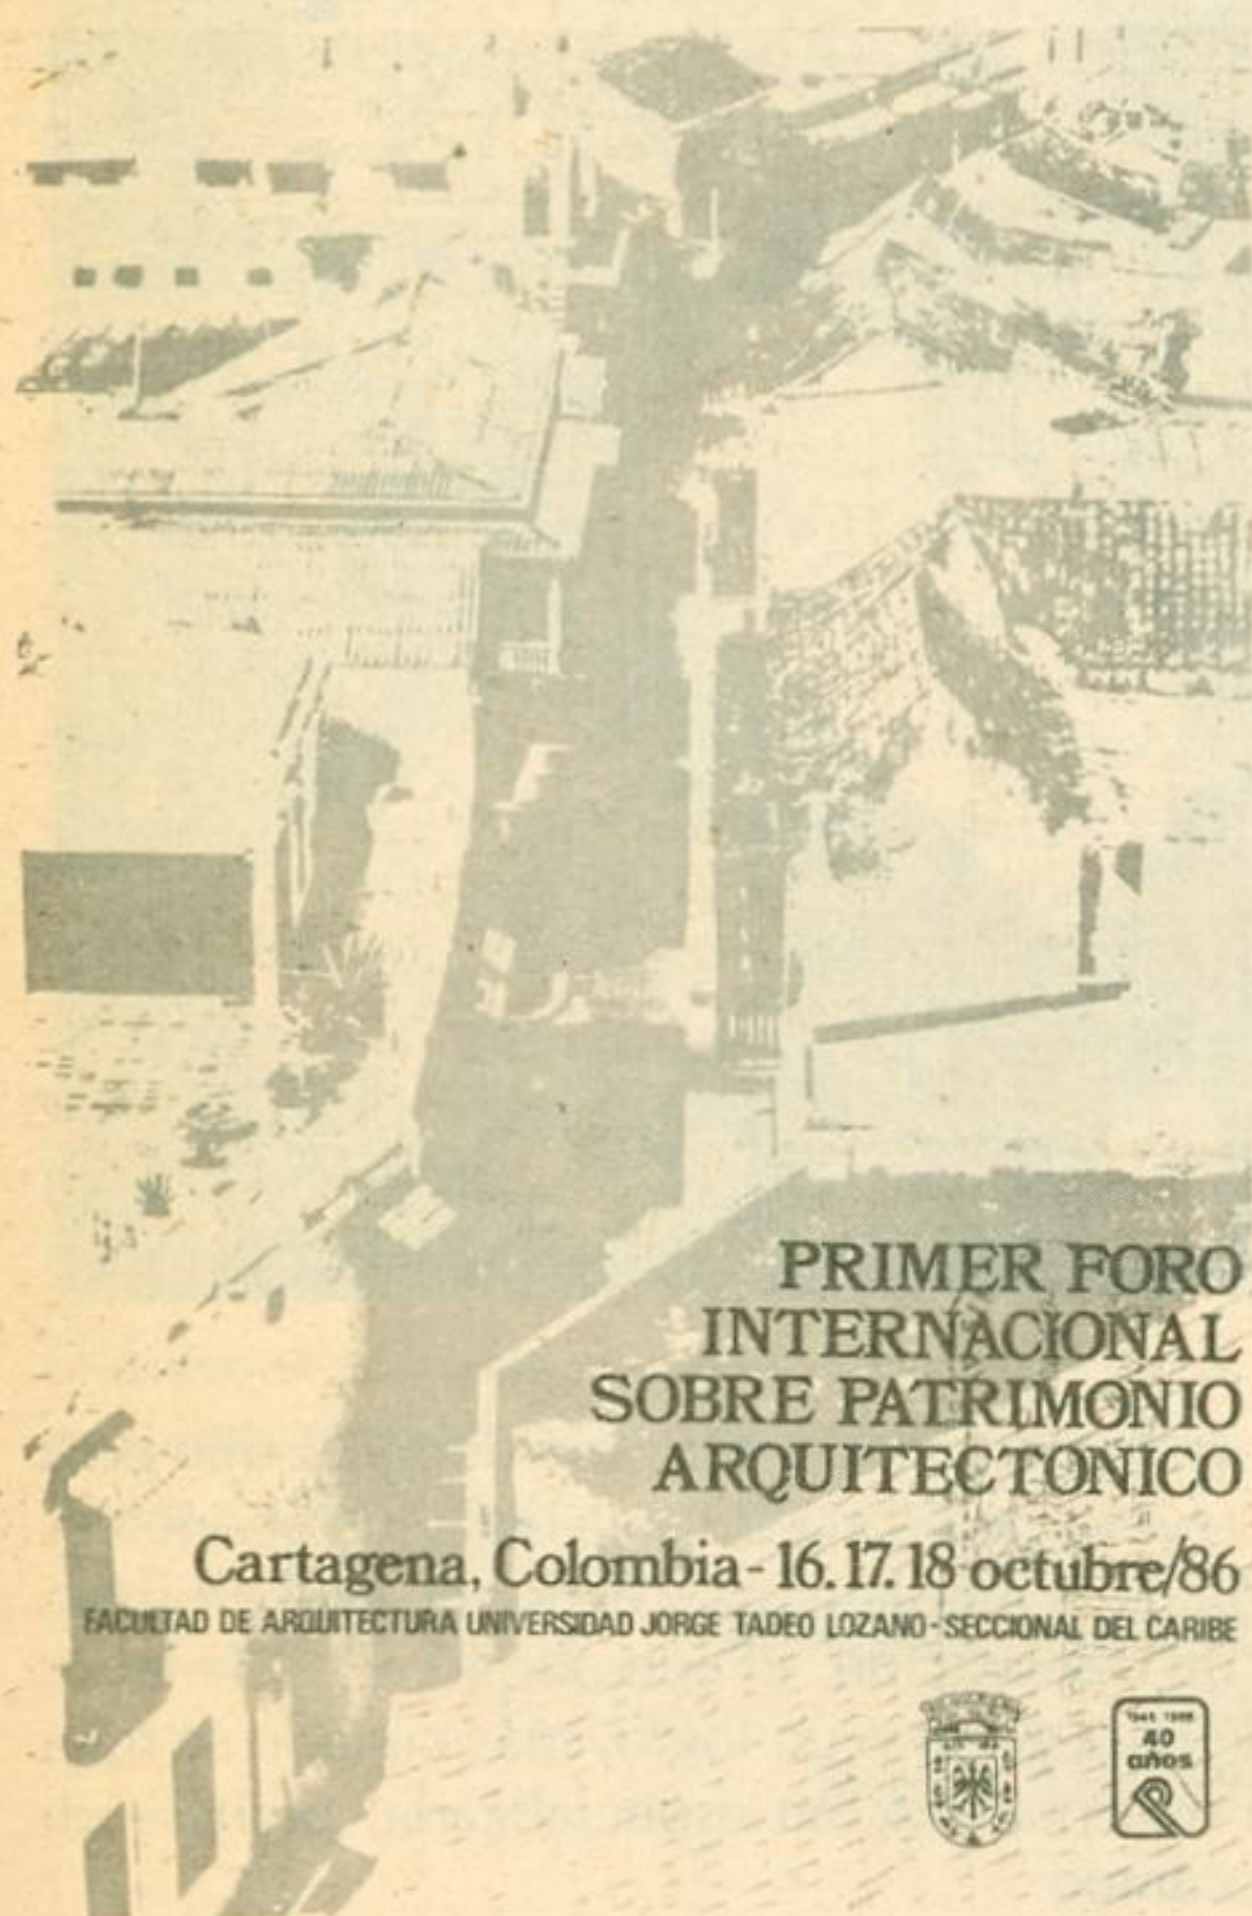 PRIMER FORO
INTERNACIONAL
SOBRE PATRIMONIO
ARQUITECTONICO
Cartagena, Colombia - 16. 17. 18 octubre/86
FACULTAD DE ARQUITECTURA UNIVERSIDAD JORGE TADEO LOZANO - SECCIONAL DEL CARIBE
40
años